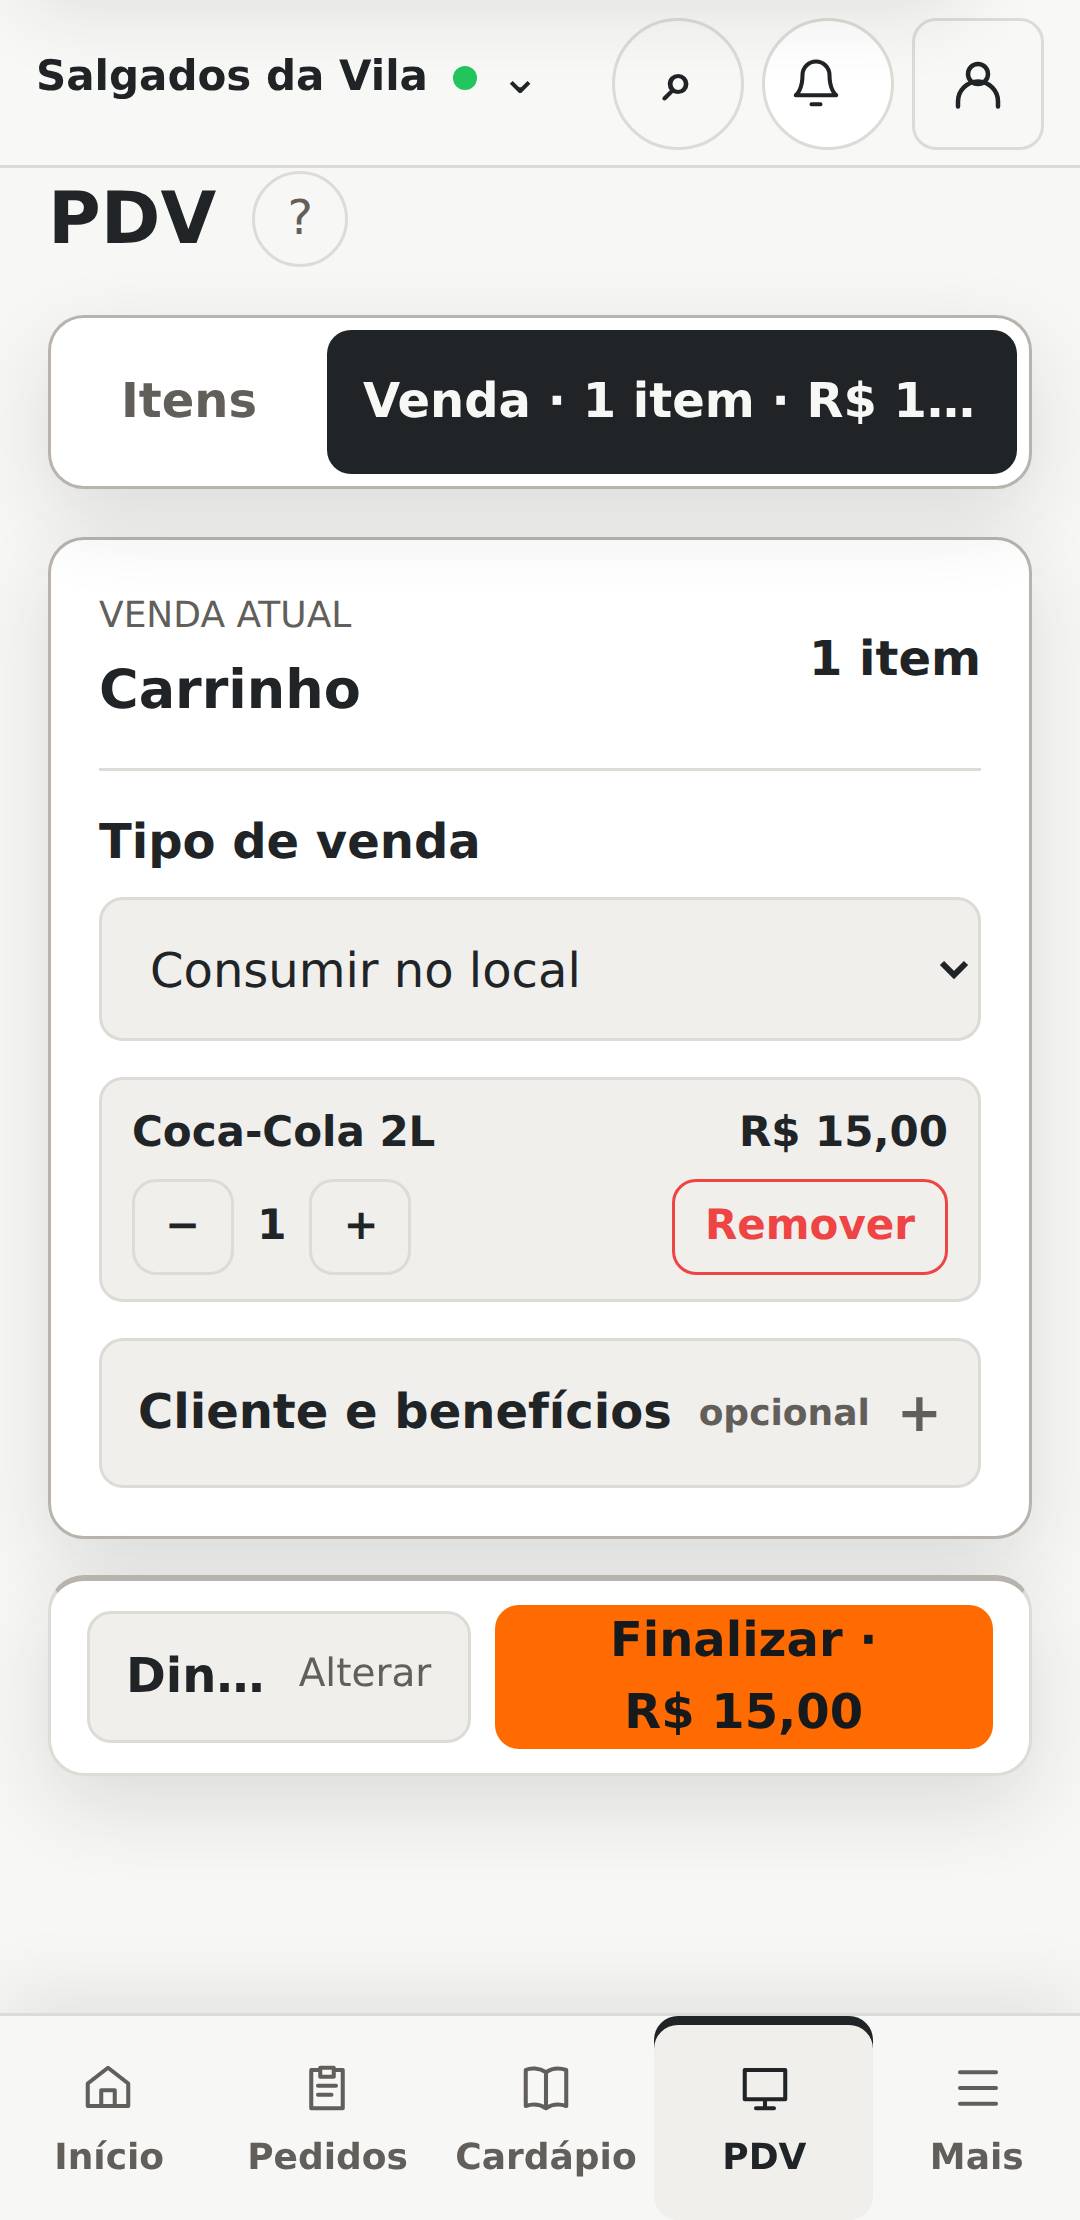 Salgados da Vila
PDV ?
Itens
Venda · 1 item · R$ 1...
VENDA ATUAL
Carrinho
1 item
Tipo de venda
Consumir no local
Coca-Cola 2L
R$ 15,00
− 1 +
Remover
Cliente e benefícios opcional +
Din... Alterar
Finalizar ·
R$ 15,00
Início
Pedidos
Cardápio
PDV
Mais